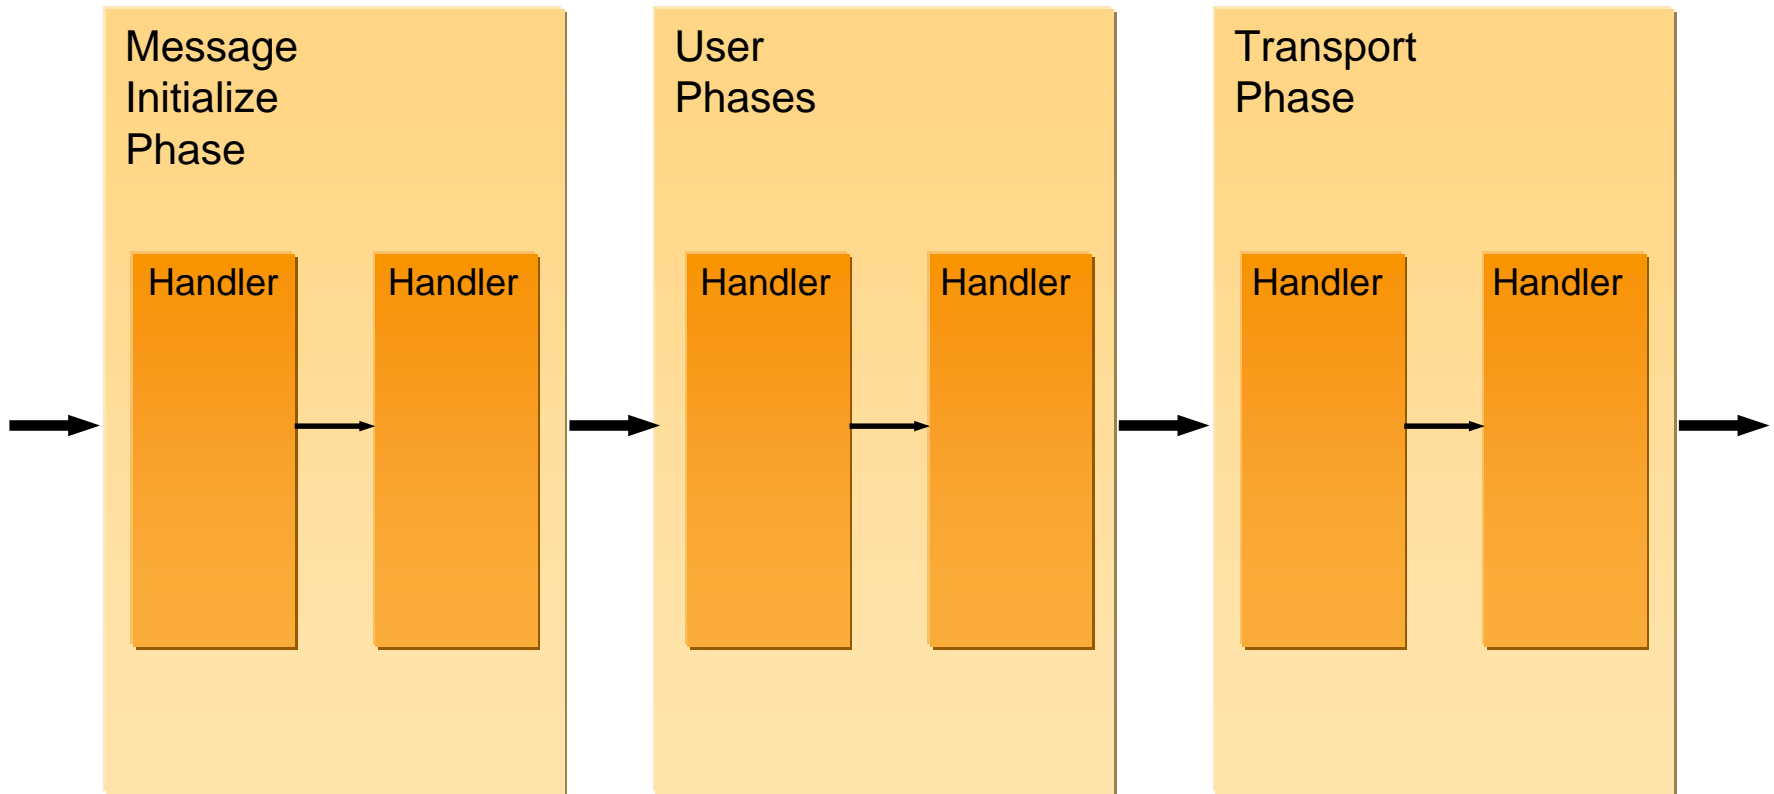 Message
Initialize
Phase
Handler
Handler
User
Phases
Handler
Handler
Transport
Phase
Handler
Handler